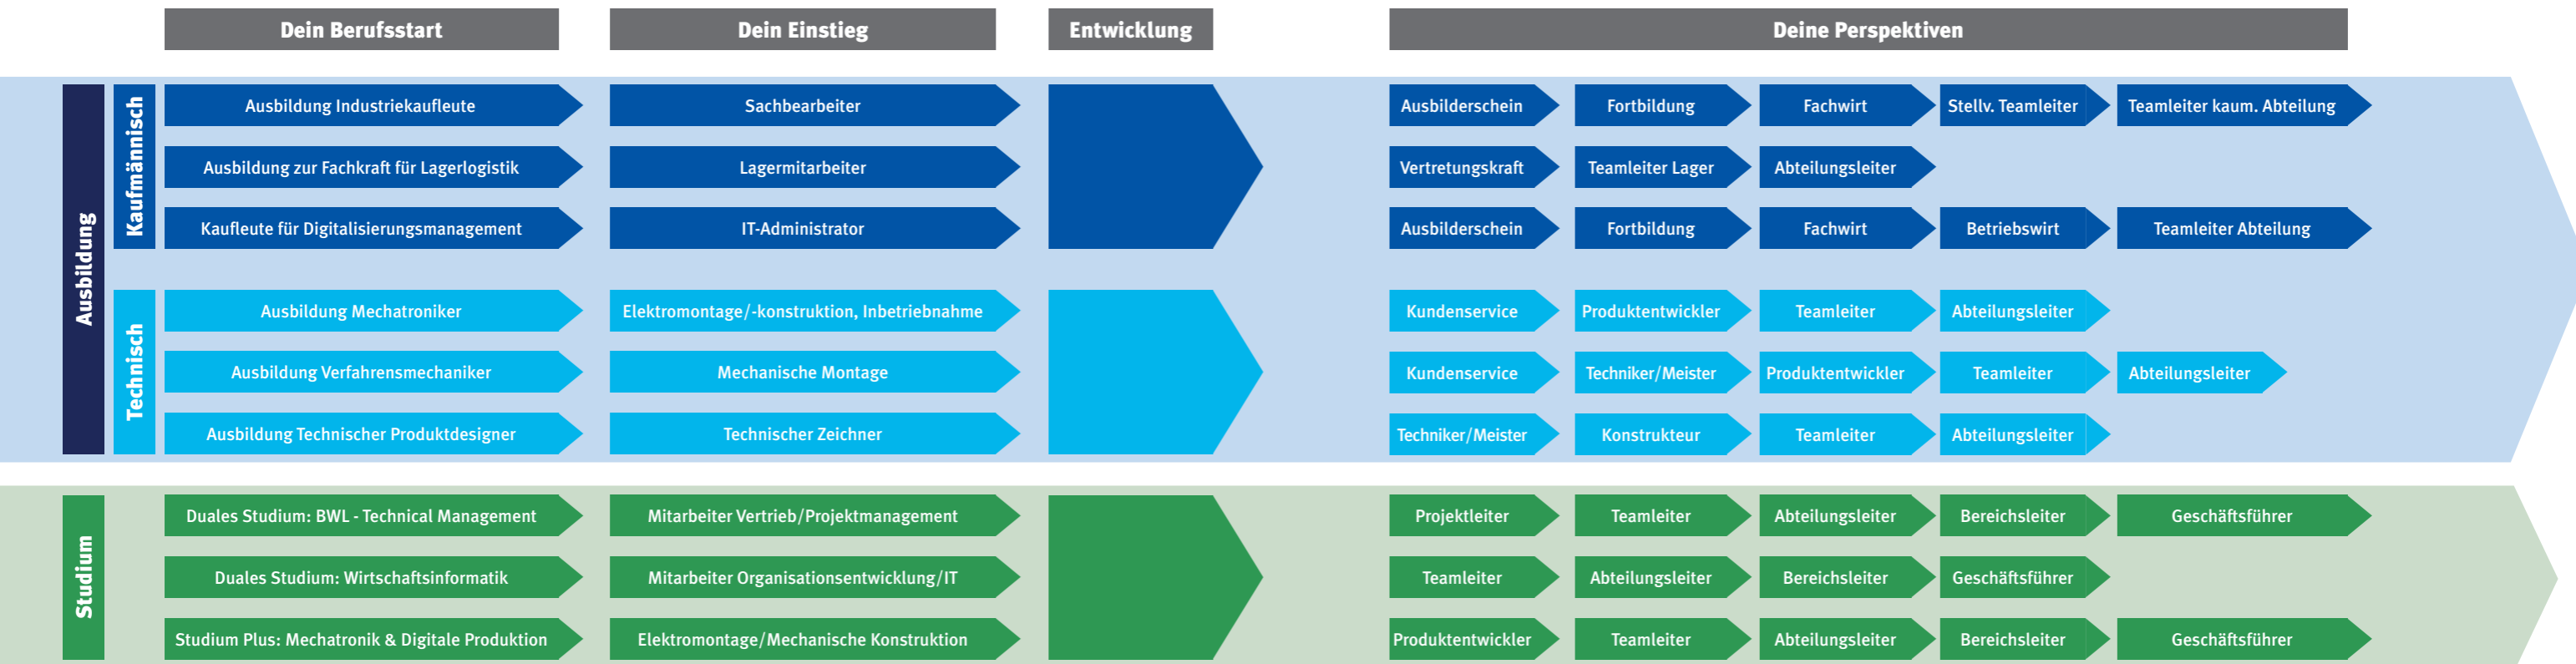 Dein Berufsstart
Dein Einstieg
Entwicklung
Deine Perspektiven
Ausbildung
Kaufmännisch
Ausbildung Industriekaufleute
Sachbearbeiter
Ausbilderschein
Fortbildung
Fachwirt
Stellv. Teamleiter
Teamleiter kaum. Abteilung
Ausbildung zur Fachkraft für Lagerlogistik
Lagermitarbeiter
Vertretungskraft
Teamleiter Lager
Abteilungsleiter
Kaufleute für Digitalisierungsmanagement
IT-Administrator
Ausbilderschein
Fortbildung
Fachwirt
Betriebswirt
Teamleiter Abteilung
Technisch
Ausbildung Mechatroniker
Elektromontage/-konstruktion, Inbetriebnahme
Kundenservice
Produktentwickler
Teamleiter
Abteilungsleiter
Ausbildung Verfahrensmechaniker
Mechanische Montage
Kundenservice
Techniker/Meister
Produktentwickler
Teamleiter
Abteilungsleiter
Ausbildung Technischer Produktdesigner
Technischer Zeichner
Techniker/Meister
Konstrukteur
Teamleiter
Abteilungsleiter
Studium
Duales Studium: BWL - Technical Management
Mitarbeiter Vertrieb/Projektmanagement
Projektleiter
Teamleiter
Abteilungsleiter
Bereichsleiter
Geschäftsführer
Duales Studium: Wirtschaftsinformatik
Mitarbeiter Organisationsentwicklung/IT
Teamleiter
Abteilungsleiter
Bereichsleiter
Geschäftsführer
Studium Plus: Mechatronik & Digitale Produktion
Elektromontage/Mechanische Konstruktion
Produktentwickler
Teamleiter
Abteilungsleiter
Bereichsleiter
Geschäftsführer